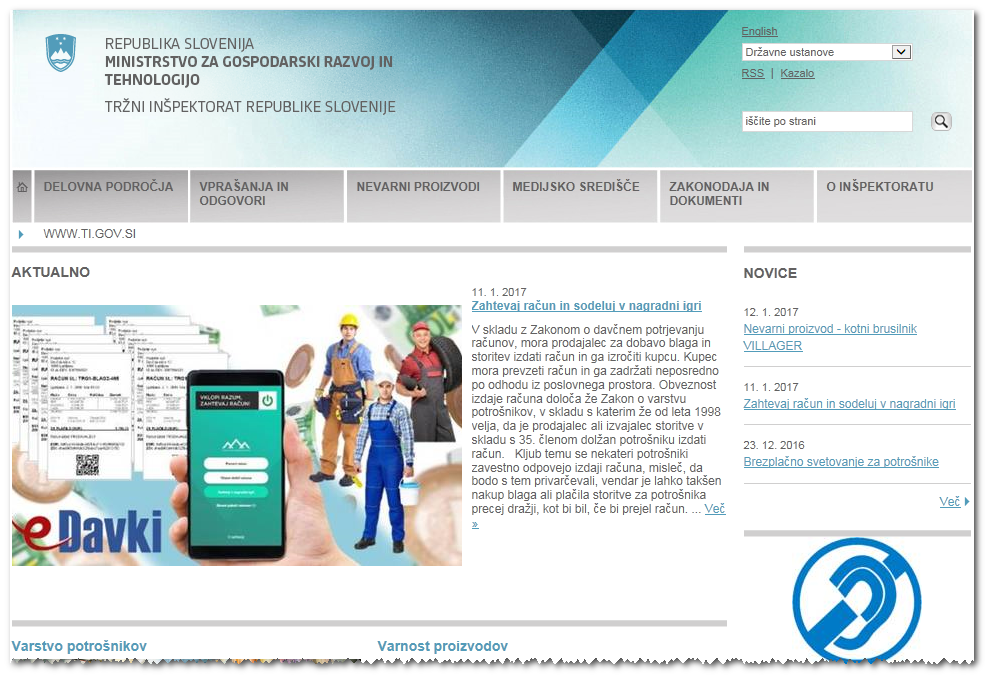 REPUBLIKA SLOVENIJA
MINISTRSTVO ZA GOSPODARSKI RAZVOJ IN
TEHNOLOGIJO
TRŽNI INŠPEKTORAT REPUBLIKE SLOVENIJE
English
Državne ustanove
RSS | Kazalo
iščite po strani
DELOVNA PODROČJA
VPRAŠANJA IN
ODGOVORI
NEVARNI PROIZVODI
MEDIJSKO SREDIŠČE
ZAKONODAJA IN
DOKUMENTI
O INŠPEKTORATU
WWW.TI.GOV.SI
AKTUALNO
VKLOPI RAZUM,
ZAHTEVAJ RAČUN!
eDavki
11. 1. 2017
Zahtevaj račun in sodeluj v nagradni igri
V skladu z Zakonom o davčnem potrjevanju
računov, mora prodajalec za dobavo blaga in
storitev izdati račun in ga izročiti kupcu. Kupec
mora prevzeti račun in ga zadržati neposredno
po odhodu iz poslovnega prostora. Obveznost
izdaje računa določa že Zakon o varstvu
potrošnikov, v skladu s katerim že od leta 1998
velja, da je prodajalec ali izvajalec storitve v
skladu s 35. členom dolžan potrošniku izdati
račun. Kljub temu se nekateri potrošniki
zavestno odpovejo izdaji računa, misleč, da
bodo s tem privarčevali, vendar je lahko takšen
nakup blaga ali plačila storitve za potrošnika
precej dražji, kot bi bil, če bi prejel račun. ... Več
»
NOVICE
12. 1. 2017
Nevarni proizvod - kotni brusilnik
VILLAGER
11. 1. 2017
Zahtevaj račun in sodeluj v nagradni igri
23. 12. 2016
Brezplačno svetovanje za potrošnike
Več
Varstvo potrošnikov
Varnost proizvodov